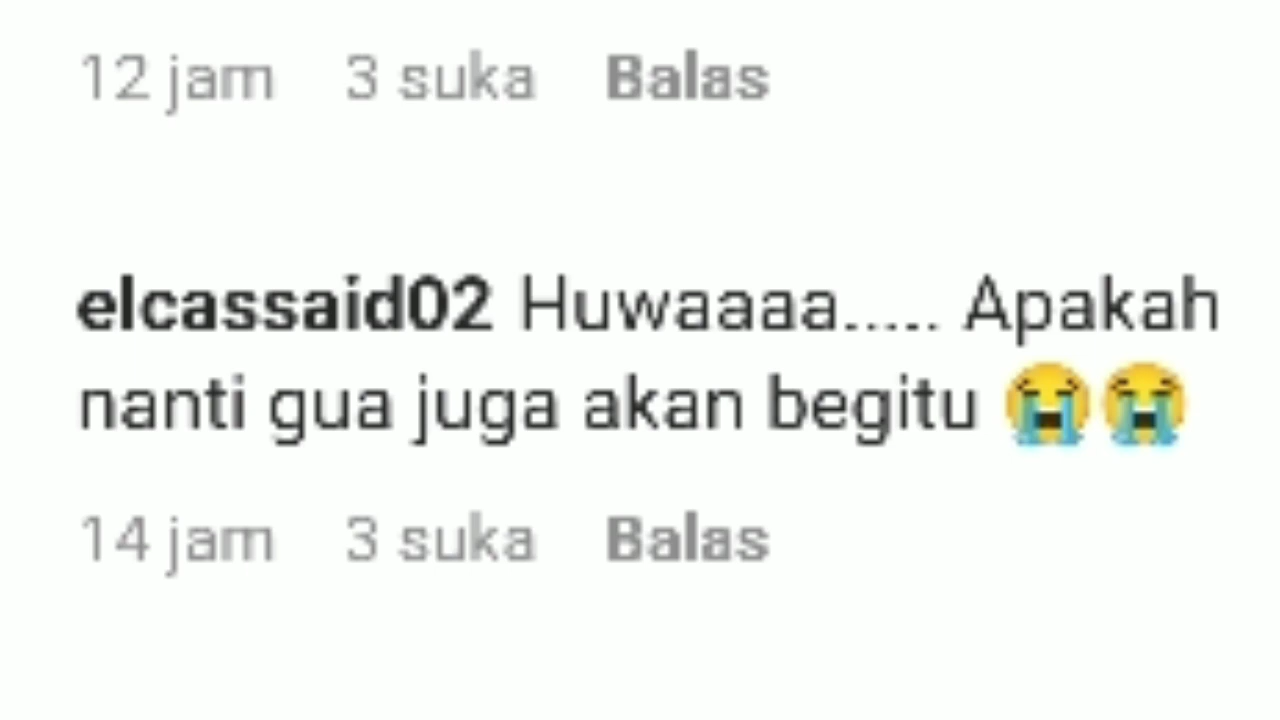 12 jam 3 suka Balas
elcassaid02 Huwaaaa..... Apakah
nanti gua juga akan begitu 😭😭
14 jam 3 suka Balas